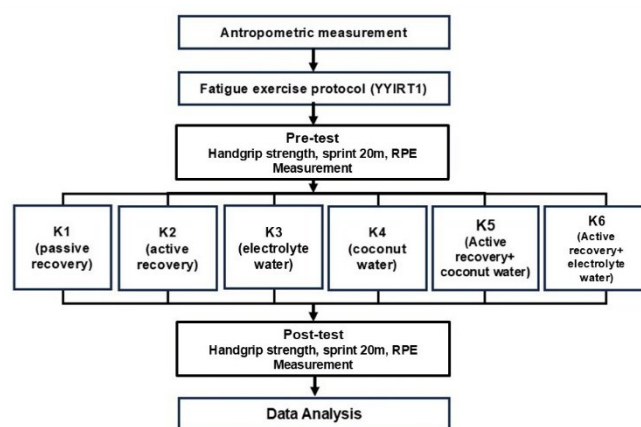 Antropometric measurement
Fatigue exercise protocol (YYIRT1)
Pre-test
Handgrip strength, sprint 20m, RPE
Measurement
K1
(passive
recovery)
K2
(active
recovery)
K3
(electrolyte
water)
K4
(coconut
water)
K5
(Active
recovery+
coconut water)
K6
(Active
recovery+
electrolyte
water)
Post-test
Handgrip strength, sprint 20m, RPE
Measurement
Data Analysis